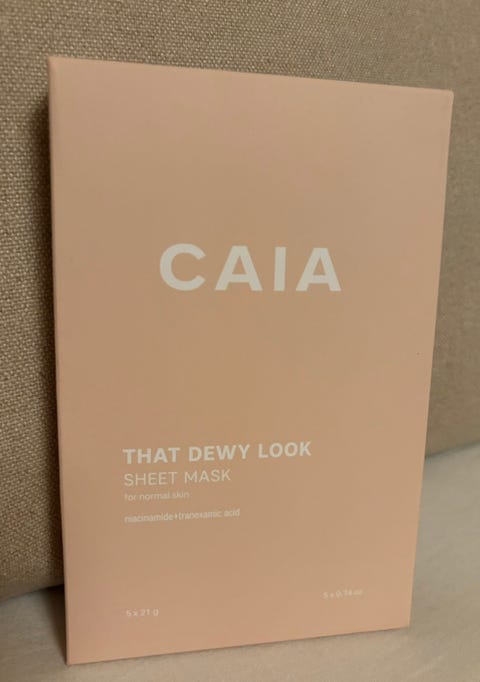 CAIA
THAT DEWY LOOK
SHEET MASK
for normal skin
niacinamide+tranexamic acid
5 x 21 g
5 x 0.74 oz